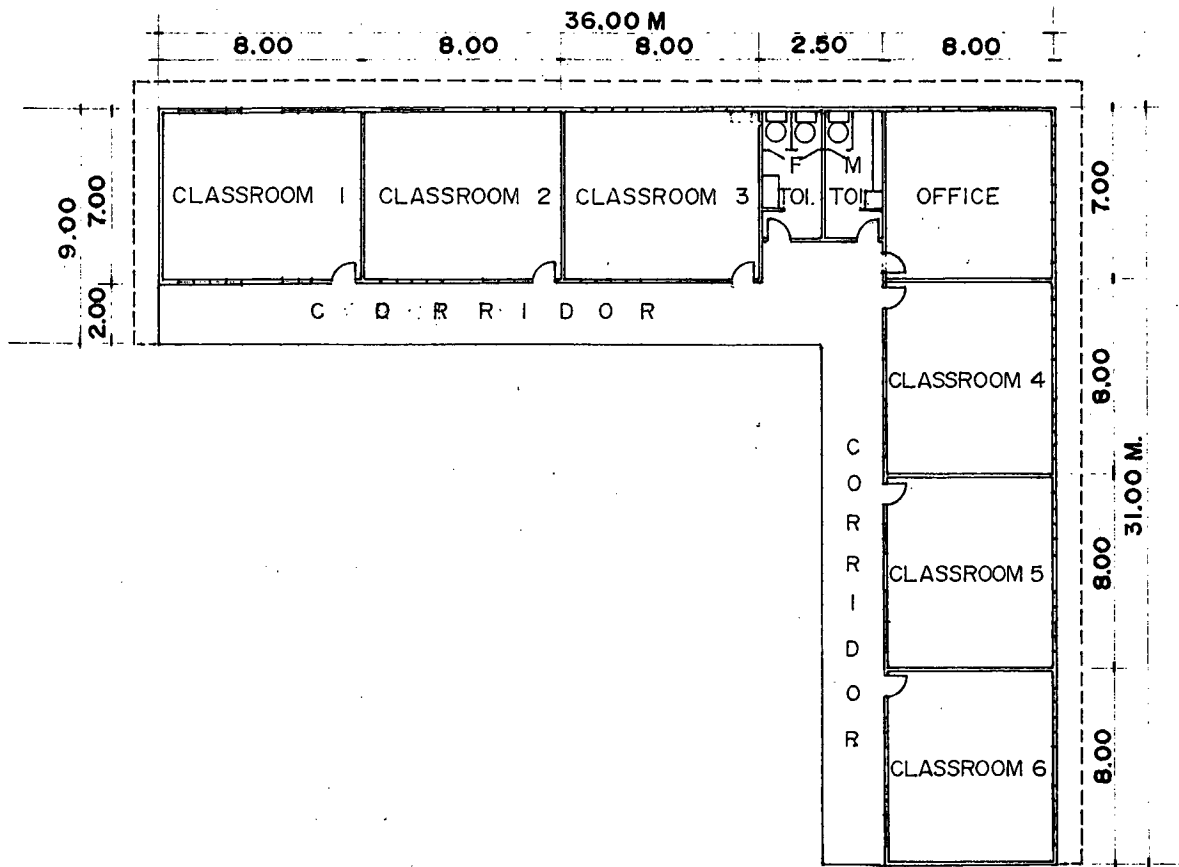 36.00 M
8.00 8.00 8.00 2.50 8.00
9.00
7.00
2.00
CLASSROOM 1
CLASSROOM 2
CLASSROOM 3
F M
TOI. TOI.
OFFICE
7.00
CORRIDOR
CLASSROOM 4
8.00
CORRIDOR
31.00 M.
CLASSROOM 5
8.00
CLASSROOM 6
8.00